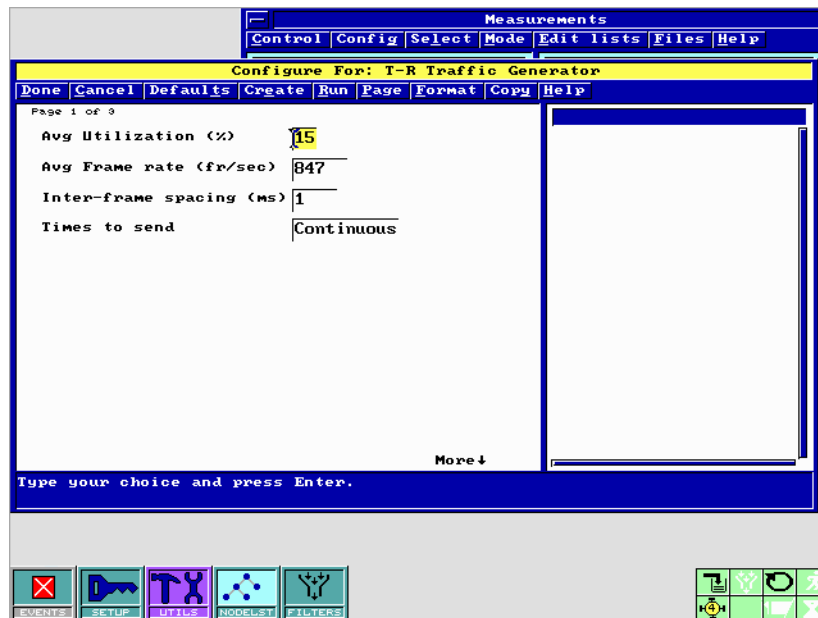 Measurements
Control Config Select Mode Edit lists Files Help
Configure For: T-R Traffic Generator
Done Cancel Defaults Create Run Page Format Copy Help
Page 1 of 3
Avg Utilization (%) 15
Avg Frame rate (fr/sec) 847
Inter-frame spacing (ms) 1
Times to send Continuous
More↓
Type your choice and press Enter.
EVENTS SETUP UTILS NODELST FILTERS
4